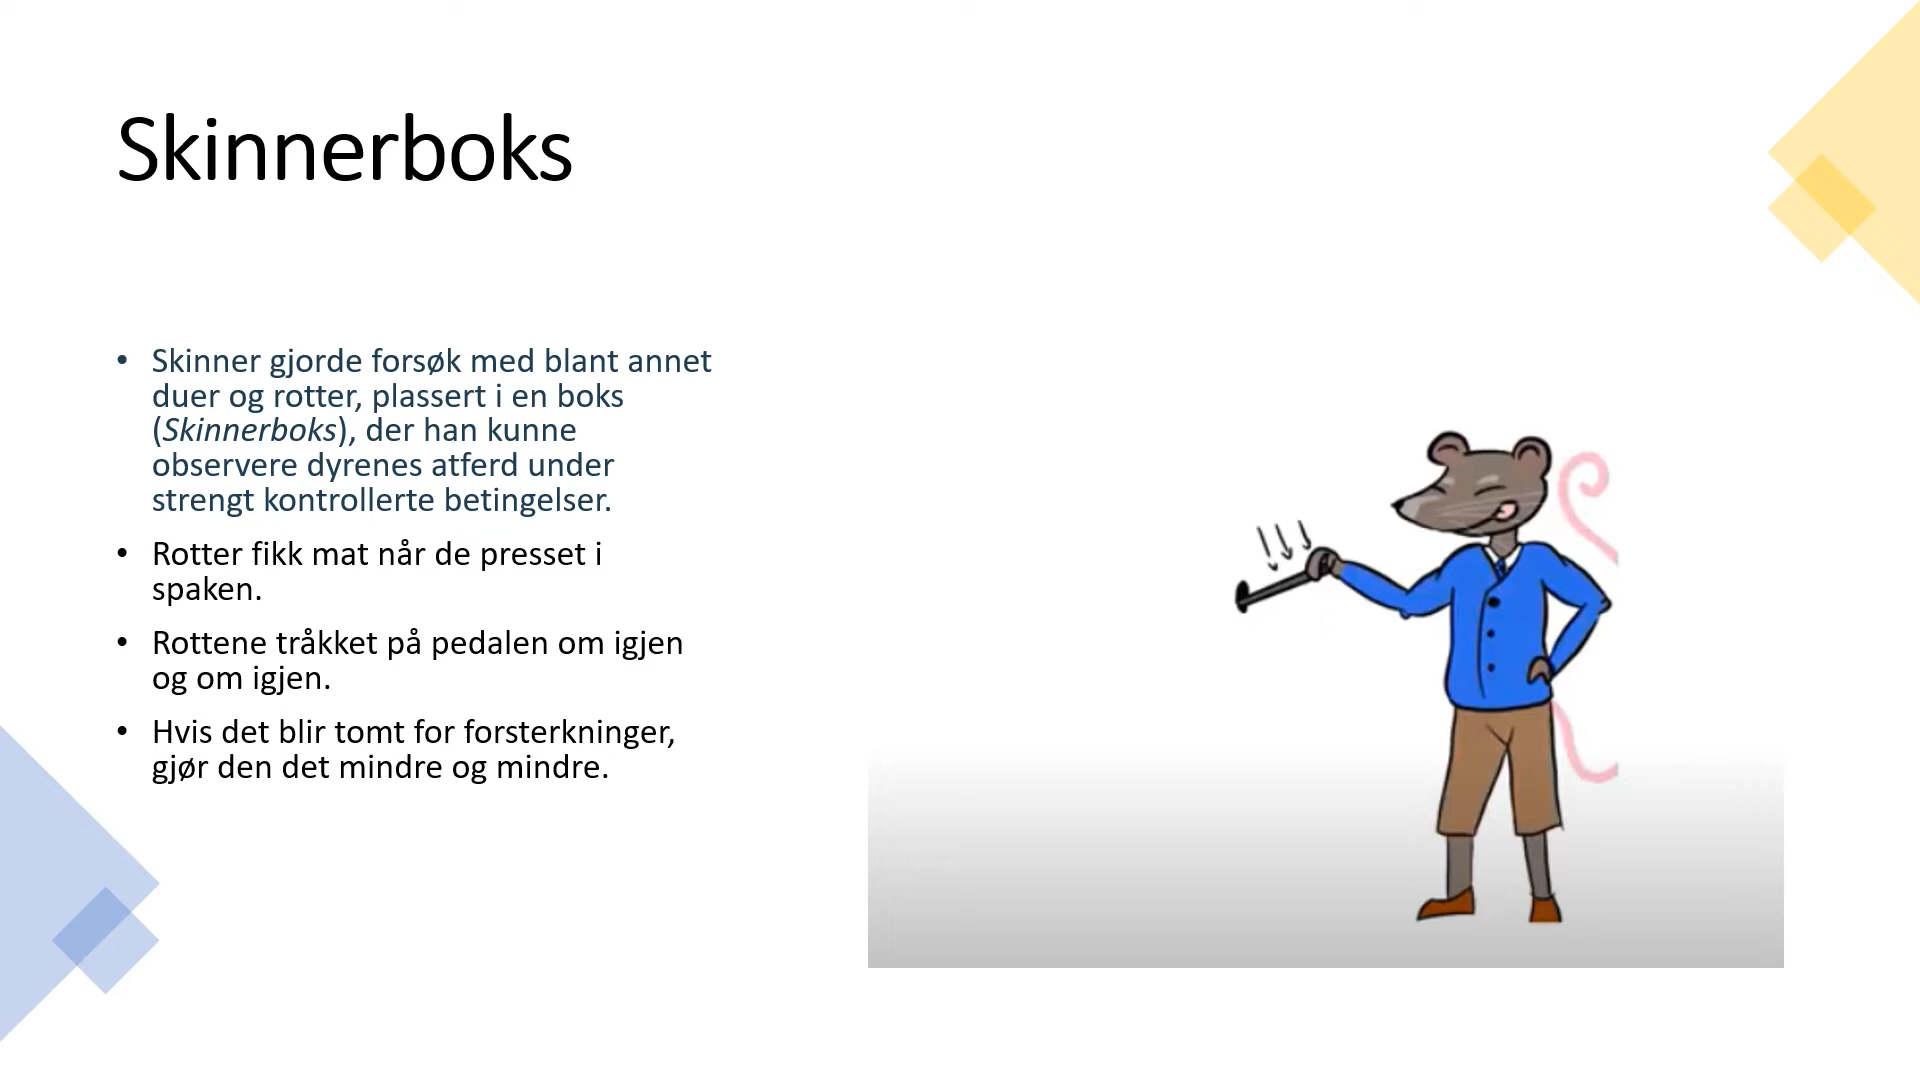 Skinnerboks
• Skinner gjorde forsøk med blant annet
duer og rotter, plassert i en boks
(Skinnerboks), der han kunne
observere dyrenes atferd under
strengt kontrollerte betingelser.
• Rotter fikk mat når de presset i
spaken.
• Rottene tråkket på pedalen om igjen
og om igjen.
• Hvis det blir tomt for forsterkninger,
gjør den det mindre og mindre.